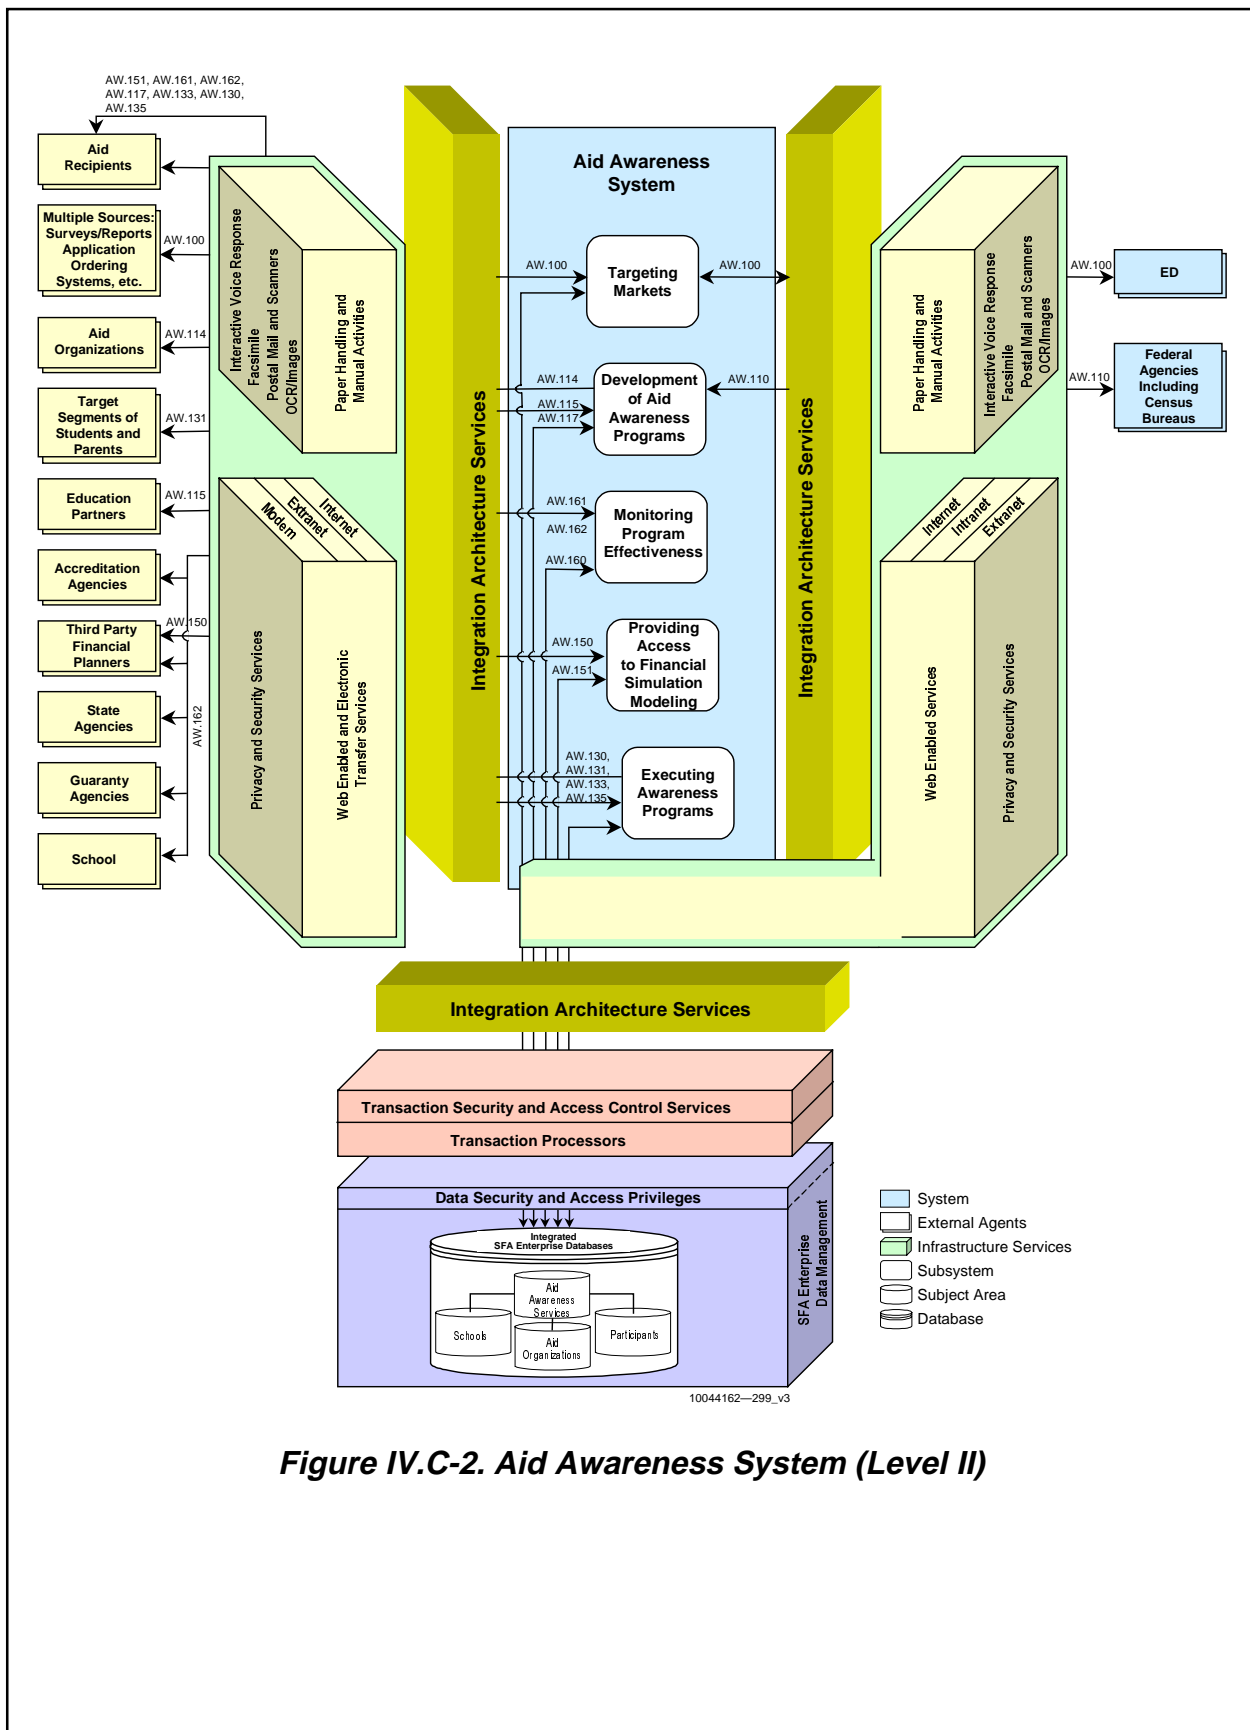 AW.151, AW.161, AW.162,
AW.117, AW.133, AW.130,
AW.135
Aid
Recipients
Multiple Sources:
Surveys/Reports
Application
Ordering
Systems, etc.
AW.100
Aid
Organizations
AW.114
Target
Segments of
Students and
Parents
AW.131
Education
Partners
AW.115
Accreditation
Agencies
Third Party
Financial
Planners
AW.150
State
Agencies
AW.162
Guaranty
Agencies
School
Interactive Voice Response
Facsimile
Postal Mail and Scanners
OCR/Images
Paper Handling and
Manual Activities
Modem
Extranet
Internet
Privacy and Security Services
Web Enabled and Electronic
Transfer Services
Integration Architecture Services
Aid Awareness
System
AW.100
Targeting
Markets
AW.100
AW.114
AW.115
AW.117
Development
of Aid
Awareness
Programs
AW.110
AW.161
AW.162
AW.160
Monitoring
Program
Effectiveness
AW.150
AW.151
Providing
Access
to Financial
Simulation
Modeling
AW.130,
AW.131,
AW.133,
AW.135
Executing
Awareness
Programs
Integration Architecture Services
Paper Handling and
Manual Activities
Interactive Voice Response
Facsimile
Postal Mail and Scanners
OCR/Images
Internet
Intranet
Extranet
Web Enabled Services
Privacy and Security Services
AW.100
ED
AW.110
Federal
Agencies
Including
Census
Bureaus
Integration Architecture Services
Transaction Security and Access Control Services
Transaction Processors
Data Security and Access Privileges
Integrated
SFA Enterprise Databases
Aid
Awareness
Services
Schools
Aid
Organizations
Participants
SFA Enterprise
Data Management
System
External Agents
Infrastructure Services
Subsystem
Subject Area
Database
10044162—299_v3
Figure IV.C-2. Aid Awareness System (Level II)